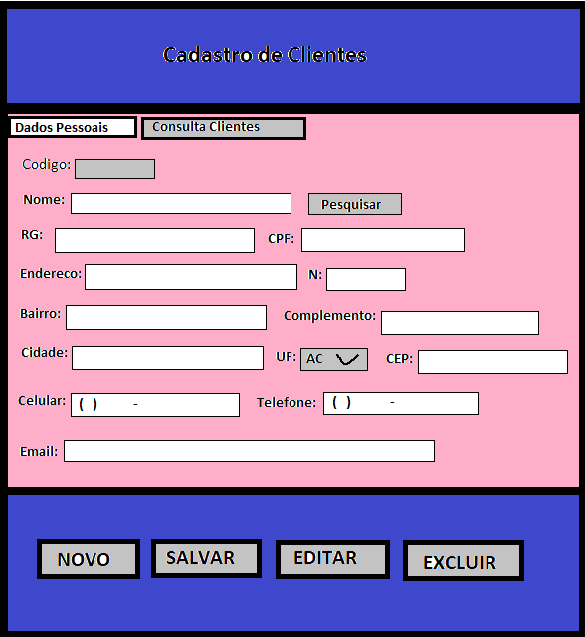 Cadastro de Clientes
Dados Pessoais Consulta Clientes
Codigo:
Nome: Pesquisar
RG: CPF:
Endereco: N:
Bairro: Complemento:
Cidade: UF: AC CEP:
Celular: ( ) - Telefone: ( ) -
Email:
NOVO SALVAR EDITAR EXCLUIR